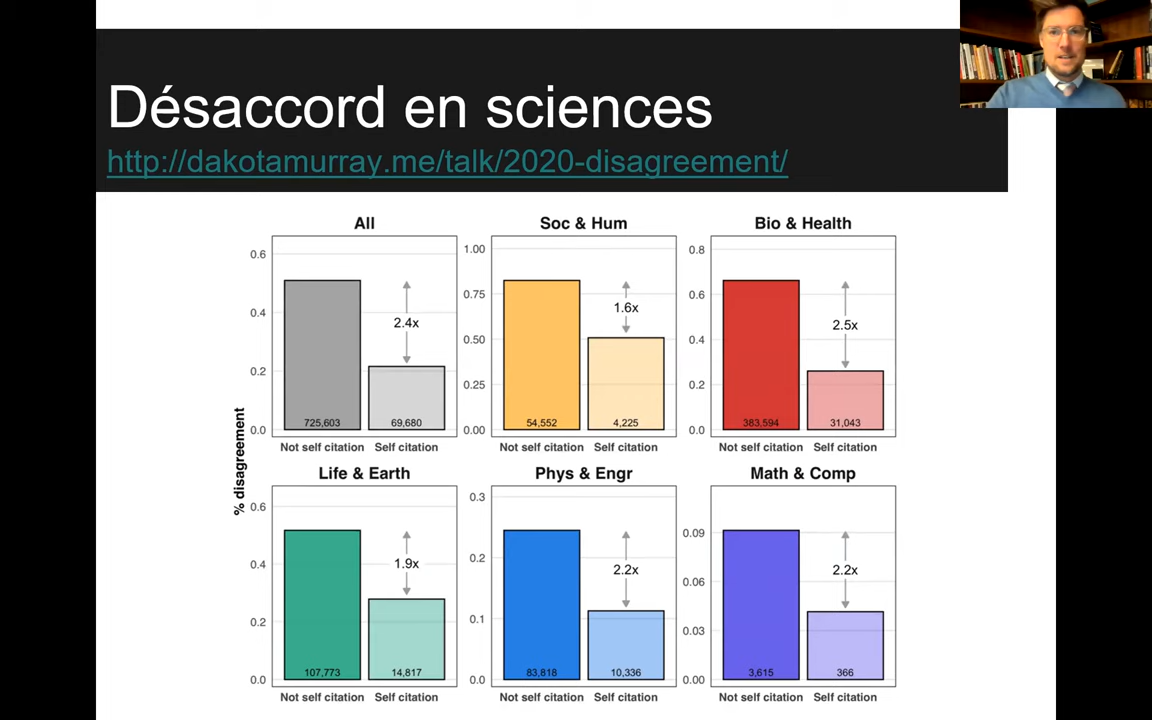 Désaccord en sciences
http://dakotamurray.me/talk/2020-disagreement/
% disagreement
All
0.6
0.4
0.2
0.0
2.4x
725,603
69,680
Not self citation
Self citation
Soc & Hum
1.00
0.75
0.50
0.25
0.00
1.6x
54,552
4,225
Not self citation
Self citation
Bio & Health
0.8
0.6
0.4
0.2
0.0
2.5x
383,594
31,043
Not self citation
Self citation
Life & Earth
0.6
0.4
0.2
0.0
1.9x
107,773
14,817
Not self citation
Self citation
Phys & Engr
0.3
0.2
0.1
0.0
2.2x
83,818
10,336
Not self citation
Self citation
Math & Comp
0.09
0.06
0.03
0.00
2.2x
3,615
366
Not self citation
Self citation